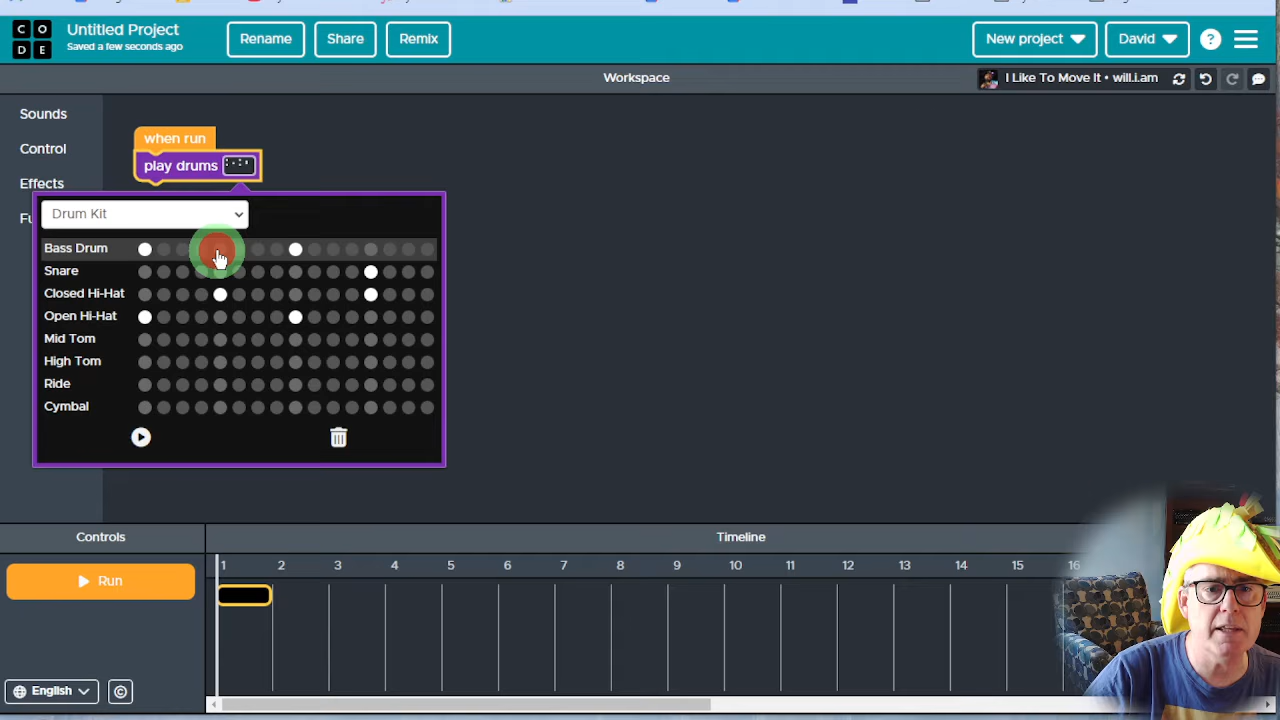 C O
D E
Untitled Project
Saved a few seconds ago
Rename
Share
Remix
New project
David
?
Workspace
I Like To Move It • will.i.am
Sounds
Control
Effects
Fu
when run
play drums
Drum Kit
Bass Drum
Snare
Closed Hi-Hat
Open Hi-Hat
Mid Tom
High Tom
Ride
Cymbal
Controls
Timeline
Run
1 2 3 4 5 6 7 8 9 10 11 12 13 14 15 16
English
©